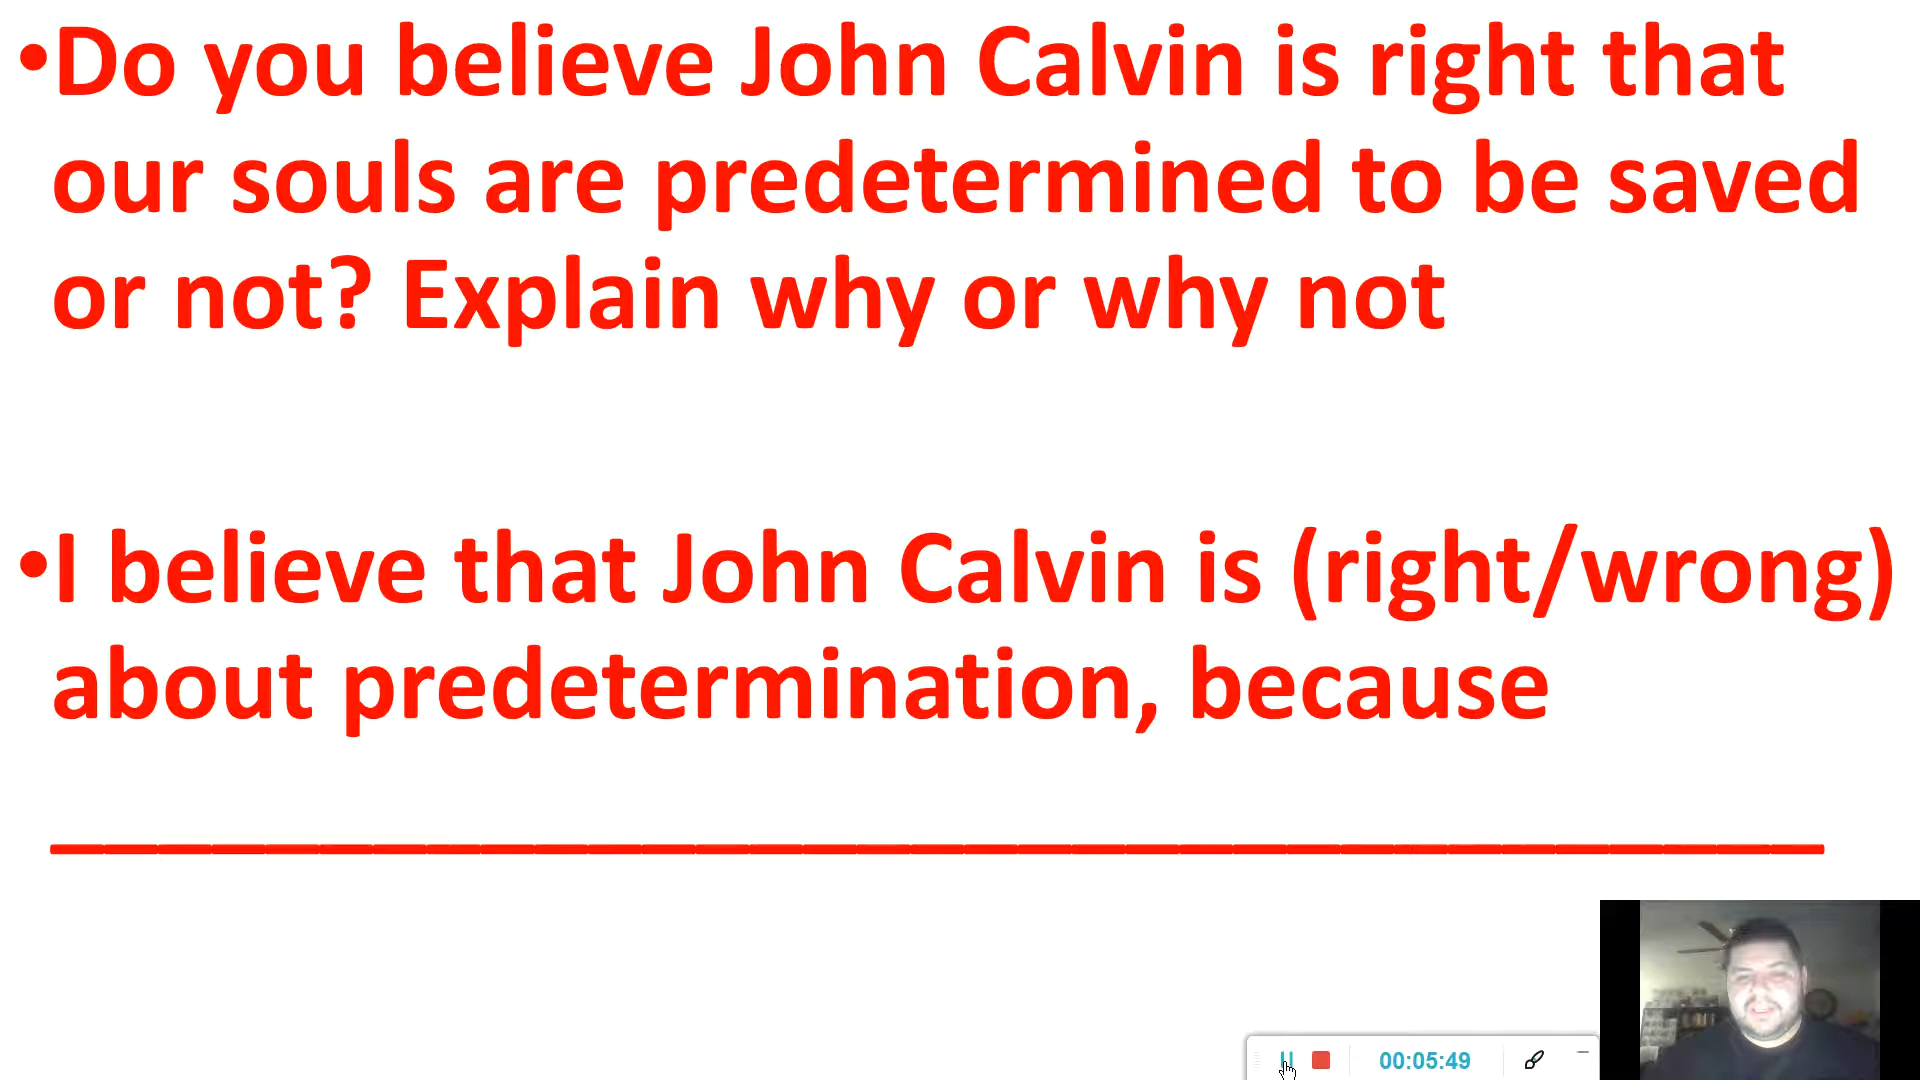 •Do you believe John Calvin is right that
our souls are predetermined to be saved
or not? Explain why or why not
•I believe that John Calvin is (right/wrong)
about predetermination, because
_________________________________
00:05:49